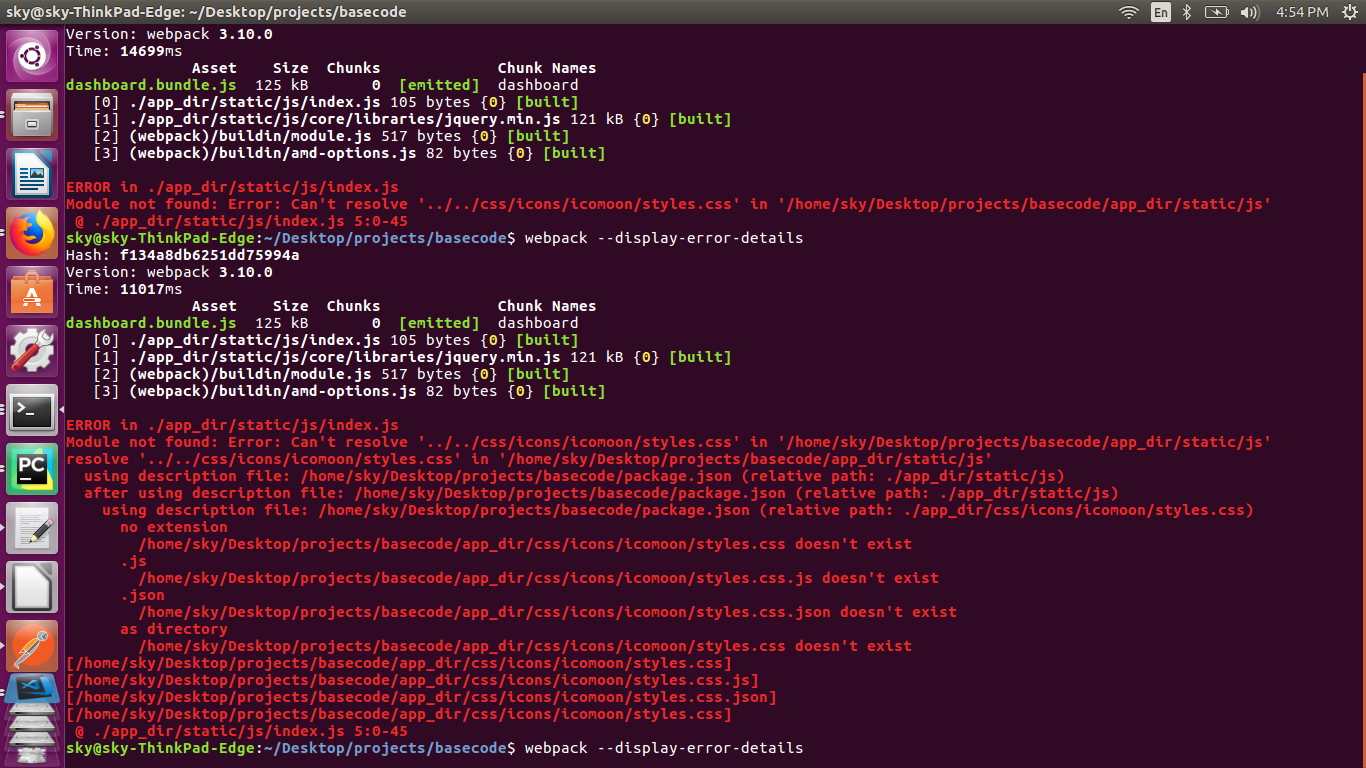 sky@sky-ThinkPad-Edge: ~/Desktop/projects/basecode En 4:54 PM
Version: webpack 3.10.0
Time: 14699ms
Asset Size Chunks Chunk Names
dashboard.bundle.js 125 kB 0 [emitted] dashboard
[0] ./app_dir/static/js/index.js 105 bytes {0} [built]
[1] ./app_dir/static/js/core/libraries/jquery.min.js 121 kB {0} [built]
[2] (webpack)/buildin/module.js 517 bytes {0} [built]
[3] (webpack)/buildin/amd-options.js 82 bytes {0} [built]
ERROR in ./app_dir/static/js/index.js
Module not found: Error: Can't resolve '../../css/icons/icomoon/styles.css' in '/home/sky/Desktop/projects/basecode/app_dir/static/js'
@ ./app_dir/static/js/index.js 5:0-45
sky@sky-ThinkPad-Edge:~/Desktop/projects/basecode$ webpack --display-error-details
Hash: f134a8db6251dd75994a
Version: webpack 3.10.0
Time: 11017ms
Asset Size Chunks Chunk Names
dashboard.bundle.js 125 kB 0 [emitted] dashboard
[0] ./app_dir/static/js/index.js 105 bytes {0} [built]
[1] ./app_dir/static/js/core/libraries/jquery.min.js 121 kB {0} [built]
[2] (webpack)/buildin/module.js 517 bytes {0} [built]
[3] (webpack)/buildin/amd-options.js 82 bytes {0} [built]
ERROR in ./app_dir/static/js/index.js
Module not found: Error: Can't resolve '../../css/icons/icomoon/styles.css' in '/home/sky/Desktop/projects/basecode/app_dir/static/js'
resolve '../../css/icons/icomoon/styles.css' in '/home/sky/Desktop/projects/basecode/app_dir/static/js'
using description file: /home/sky/Desktop/projects/basecode/package.json (relative path: ./app_dir/static/js)
after using description file: /home/sky/Desktop/projects/basecode/package.json (relative path: ./app_dir/static/js)
using description file: /home/sky/Desktop/projects/basecode/package.json (relative path: ./app_dir/css/icons/icomoon/styles.css)
no extension
/home/sky/Desktop/projects/basecode/app_dir/css/icons/icomoon/styles.css doesn't exist
.js
/home/sky/Desktop/projects/basecode/app_dir/css/icons/icomoon/styles.css.js doesn't exist
.json
/home/sky/Desktop/projects/basecode/app_dir/css/icons/icomoon/styles.css.json doesn't exist
as directory
/home/sky/Desktop/projects/basecode/app_dir/css/icons/icomoon/styles.css doesn't exist
[/home/sky/Desktop/projects/basecode/app_dir/css/icons/icomoon/styles.css]
[/home/sky/Desktop/projects/basecode/app_dir/css/icons/icomoon/styles.css.js]
[/home/sky/Desktop/projects/basecode/app_dir/css/icons/icomoon/styles.css.json]
[/home/sky/Desktop/projects/basecode/app_dir/css/icons/icomoon/styles.css]
@ ./app_dir/static/js/index.js 5:0-45
sky@sky-ThinkPad-Edge:~/Desktop/projects/basecode$ webpack --display-error-details
PC